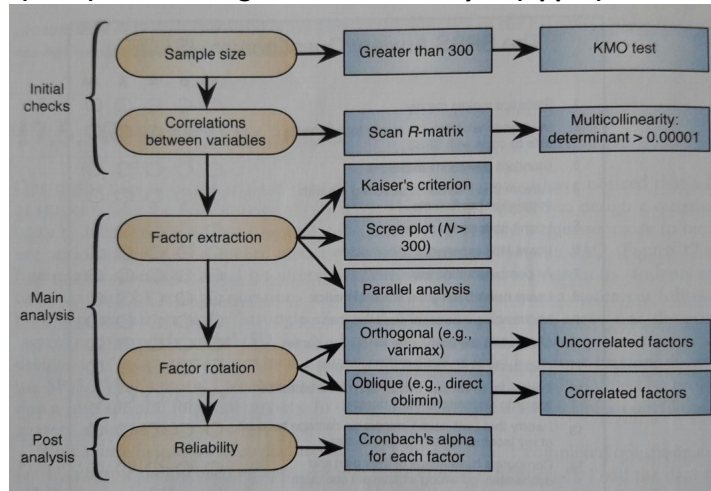 Sample size
Greater than 300
KMO test
Initial
checks
Correlations
between variables
Scan R-matrix
Multicollinearity:
determinant > 0.00001
Kaiser's criterion
Factor extraction
Scree plot (N >
300)
Parallel analysis
Main
analysis
Orthogonal (e.g.,
varimax)
Uncorrelated factors
Factor rotation
Oblique (e.g., direct
oblimin)
Correlated factors
Post
analysis
Reliability
Cronbach's alpha
for each factor